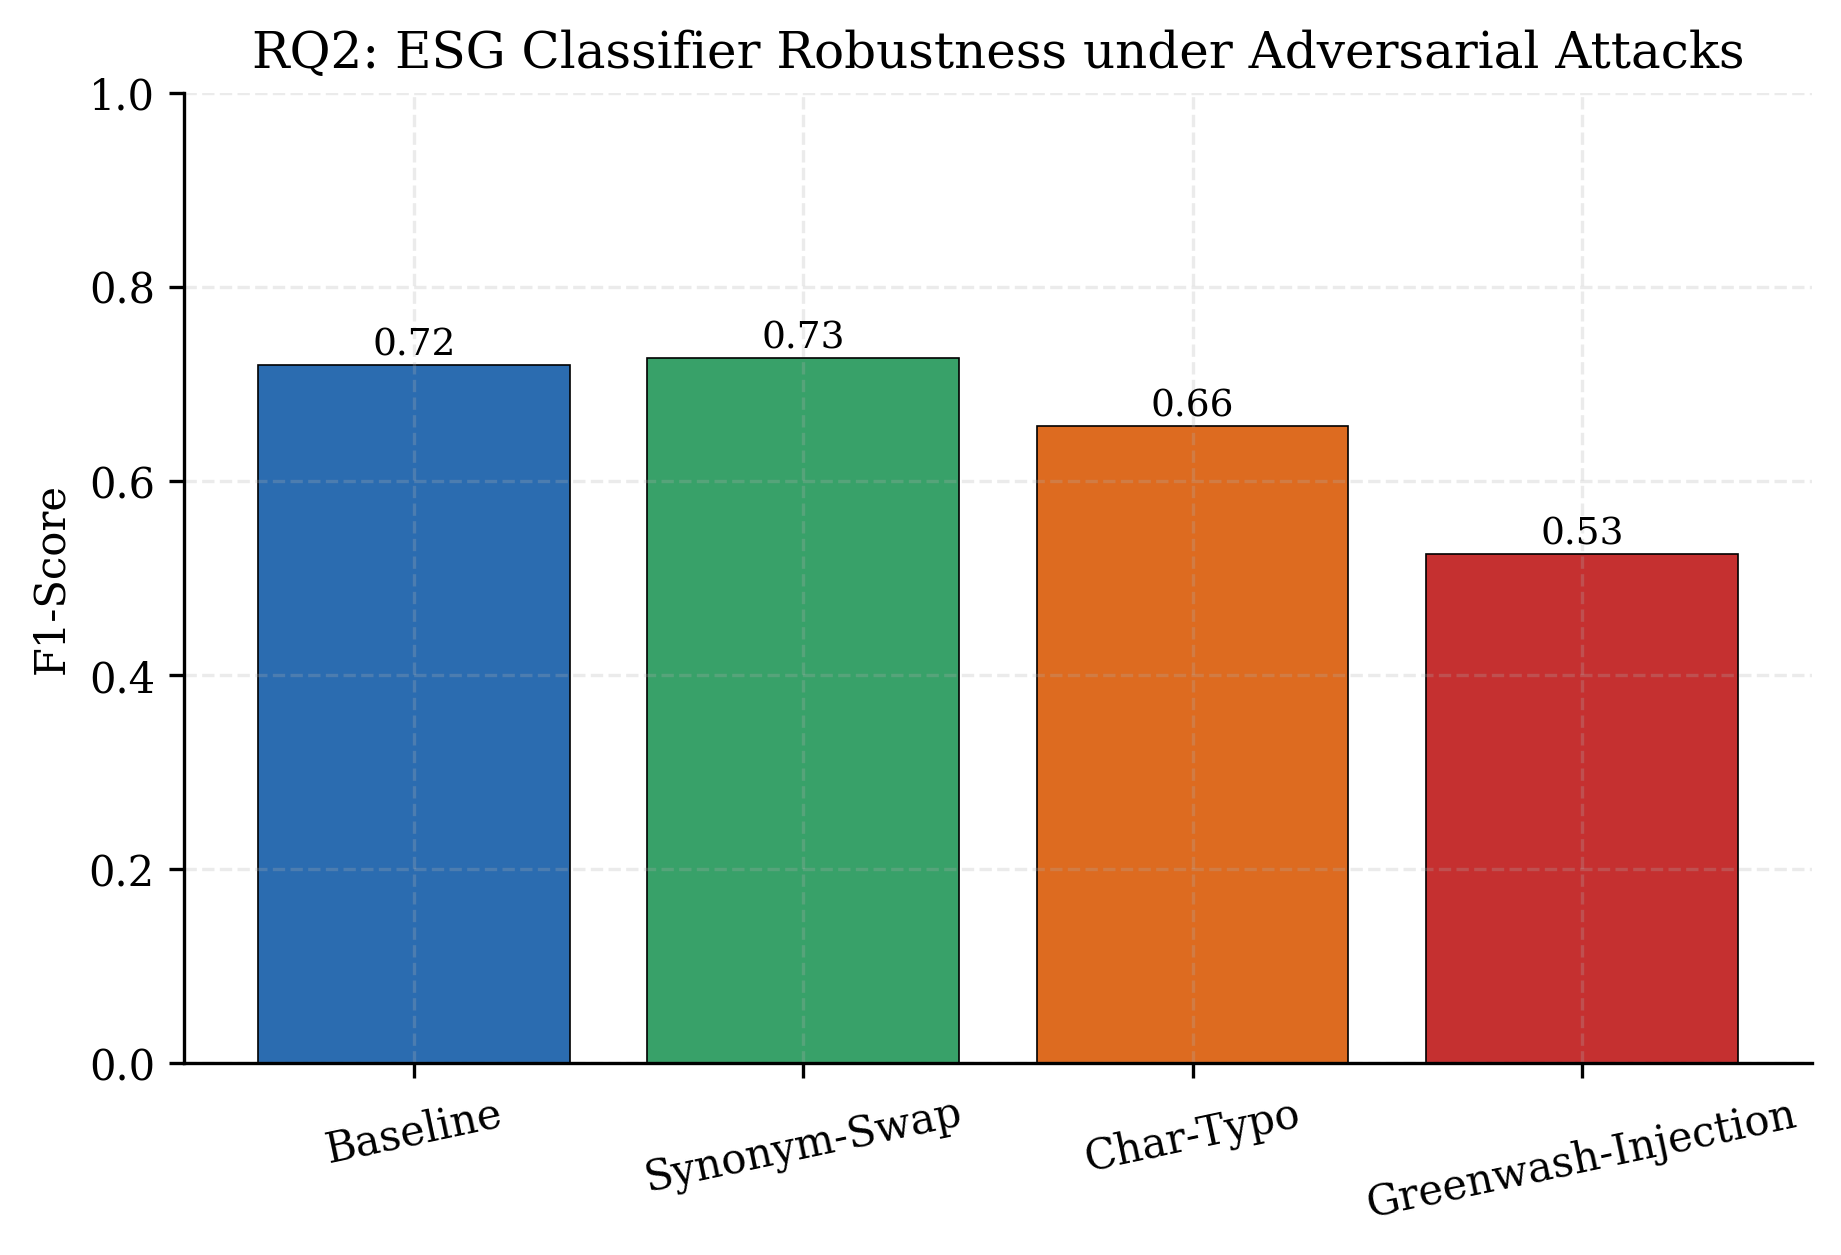 RQ2: ESG Classifier Robustness under Adversarial Attacks
1.0
0.8
0.6
0.4
0.2
0.0
F1-Score
0.72
0.73
0.66
0.53
Baseline
Synonym-Swap
Char-Typo
Greenwash-Injection